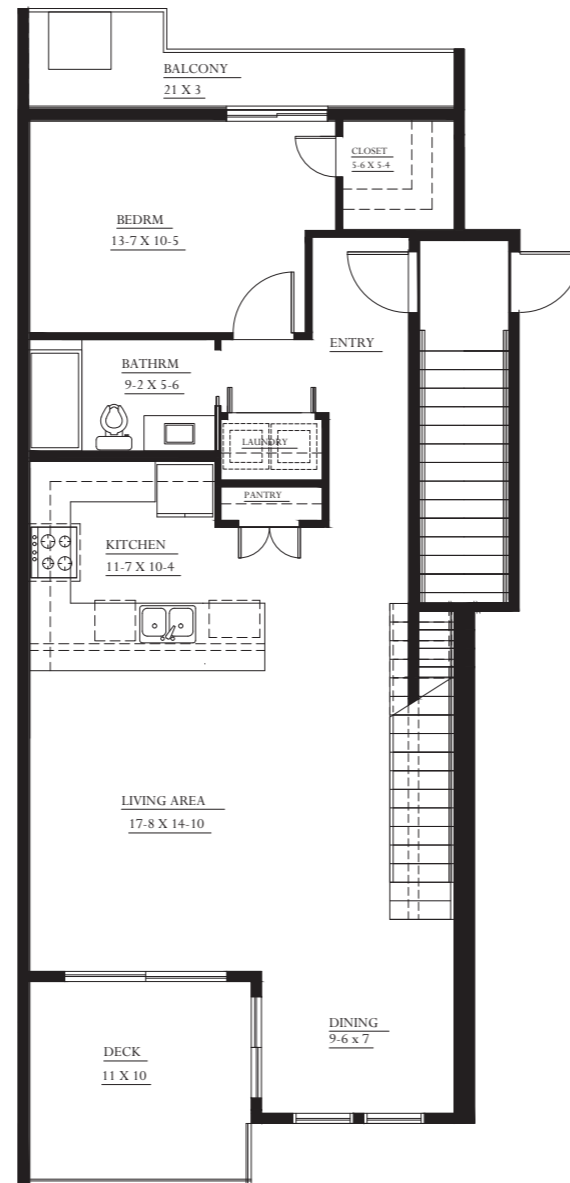 BALCONY
21 X 3
CLOSET
5-6 X 5-4
BEDRM
13-7 X 10-5
ENTRY
BATHRM
9-2 X 5-6
LAUNDRY
PANTRY
KITCHEN
11-7 X 10-4
LIVING AREA
17-8 X 14-10
DINING
9-6 x 7
DECK
11 X 10